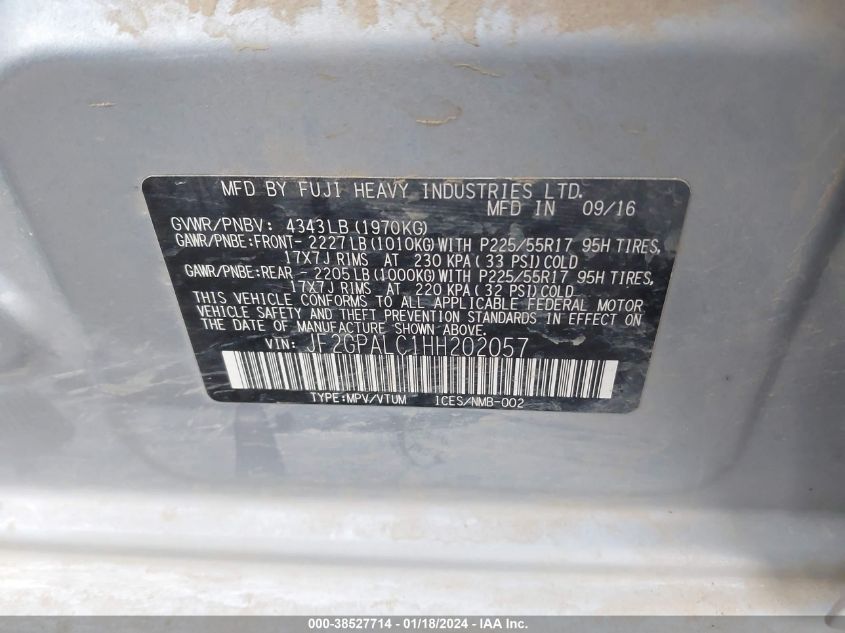 MFD BY FUJI HEAVY INDUSTRIES LTD.
MFD IN 09/16
GVWR/PNBV: 4343LB(1970KG)
GAWR/PNBE:FRONT- 2227LB(1010KG)WITH P225/55R17 95H TIRES,
17X7J RIMS AT 230 KPA(33 PSI)COLD
GAWR/PNBE:REAR - 2205LB(1000KG)WITH P225/55R17 95H TIRES,
17X7J RIMS AT 220 KPA(32 PSI)COLD
THIS VEHICLE CONFORMS TO ALL APPLICABLE FEDERAL MOTOR
VEHICLE SAFETY AND THEFT PREVENTION STANDARDS IN EFFECT ON
THE DATE OF MANUFACTURE SHOWN ABOVE.
VIN: JF2GPALC1HH202057
TYPE:MPV/VTUM ICES/NMB-002
000-38527714 - 01/18/2024 - IAA Inc.